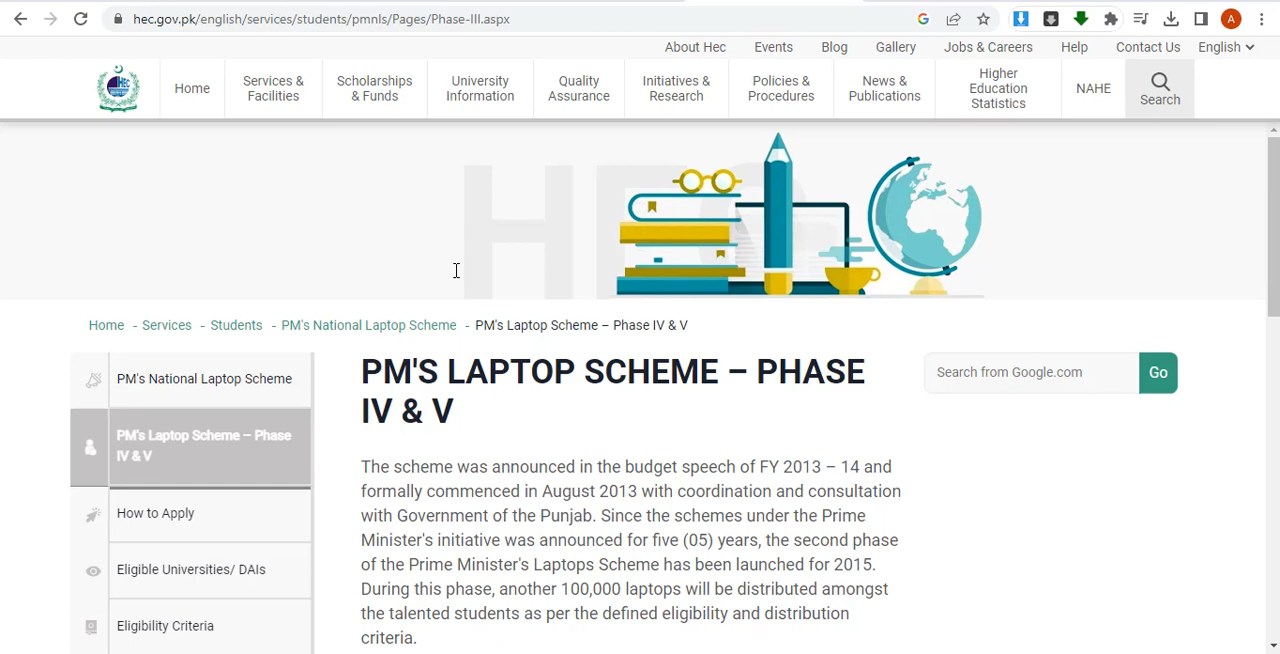 hec.gov.pk/english/services/students/pmnls/Pages/Phase-III.aspx
A
About Hec Events Blog Gallery Jobs & Careers Help Contact Us English
HEC
Home
Services &
Facilities
Scholarships
& Funds
University
Information
Quality
Assurance
Initiatives &
Research
Policies &
Procedures
News &
Publications
Higher
Education
Statistics
NAHE
Search
HEC
Home - Services - Students - PM's National Laptop Scheme - PM's Laptop Scheme – Phase IV & V
PM's National Laptop Scheme
PM's Laptop Scheme – Phase
IV & V
How to Apply
Eligible Universities/ DAIs
Eligibility Criteria
PM'S LAPTOP SCHEME – PHASE
IV & V
The scheme was announced in the budget speech of FY 2013 – 14 and
formally commenced in August 2013 with coordination and consultation
with Government of the Punjab. Since the schemes under the Prime
Minister's initiative was announced for five (05) years, the second phase
of the Prime Minister's Laptops Scheme has been launched for 2015.
During this phase, another 100,000 laptops will be distributed amongst
the talented students as per the defined eligibility and distribution
criteria.
Search from Google.com Go